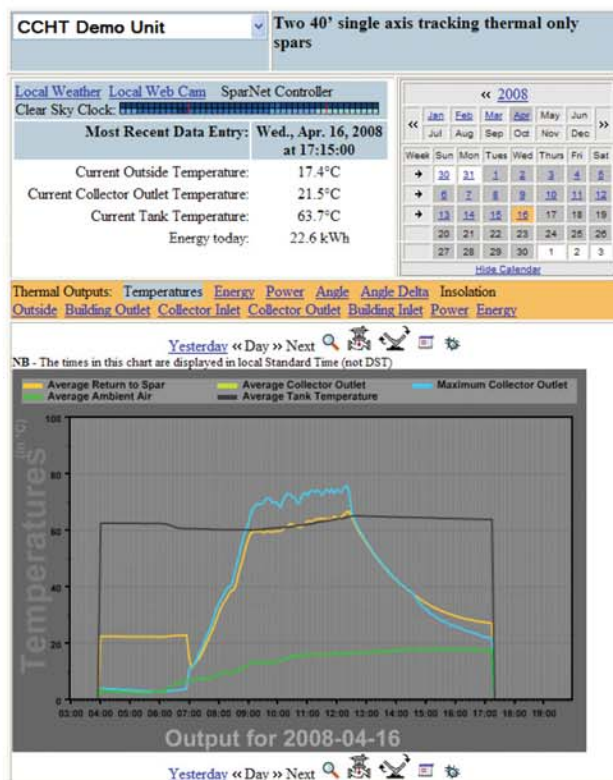 CCHT Demo Unit
Two 40' single axis tracking thermal only
spars
Local Weather Local Web Cam SparNet Controller
Clear Sky Clock:
Most Recent Data Entry: Wed., Apr. 16, 2008
at 17:15:00
Current Outside Temperature: 17.4°C
Current Collector Outlet Temperature: 21.5°C
Current Tank Temperature: 63.7°C
Energy today: 22.6 kWh
« 2008
« Jan Feb Mar Apr May Jun »
Jul Aug Sep Oct Nov Dec
Week Sun Mon Tues Wed Thurs Fri Sat
→ 30 31 1 2 3 4 5
→ 6 7 8 9 10 11 12
→ 13 14 15 16 17 18 19
20 21 22 23 24 25 26
27 28 29 30 1 2 3
Hide Calendar
Thermal Outputs: Temperatures Energy Power Angle Angle Delta Insolation
Outside Building Outlet Collector Inlet Collector Outlet Building Inlet Power Energy
Yesterday «Day» Next
NB - The times in this chart are displayed in local Standard Time (not DST)
Average Return to Spar Average Collector Outlet Maximum Collector Outlet
Average Ambient Air Average Tank Temperature
Temperatures
(in °C)
100
80
60
40
20
0
03:00 04:00 05:00 06:00 07:00 08:00 09:00 10:00 11:00 12:00 13:00 14:00 15:00 16:00 17:00 18:00 19:00
Output for 2008-04-16
Yesterday «Day» Next